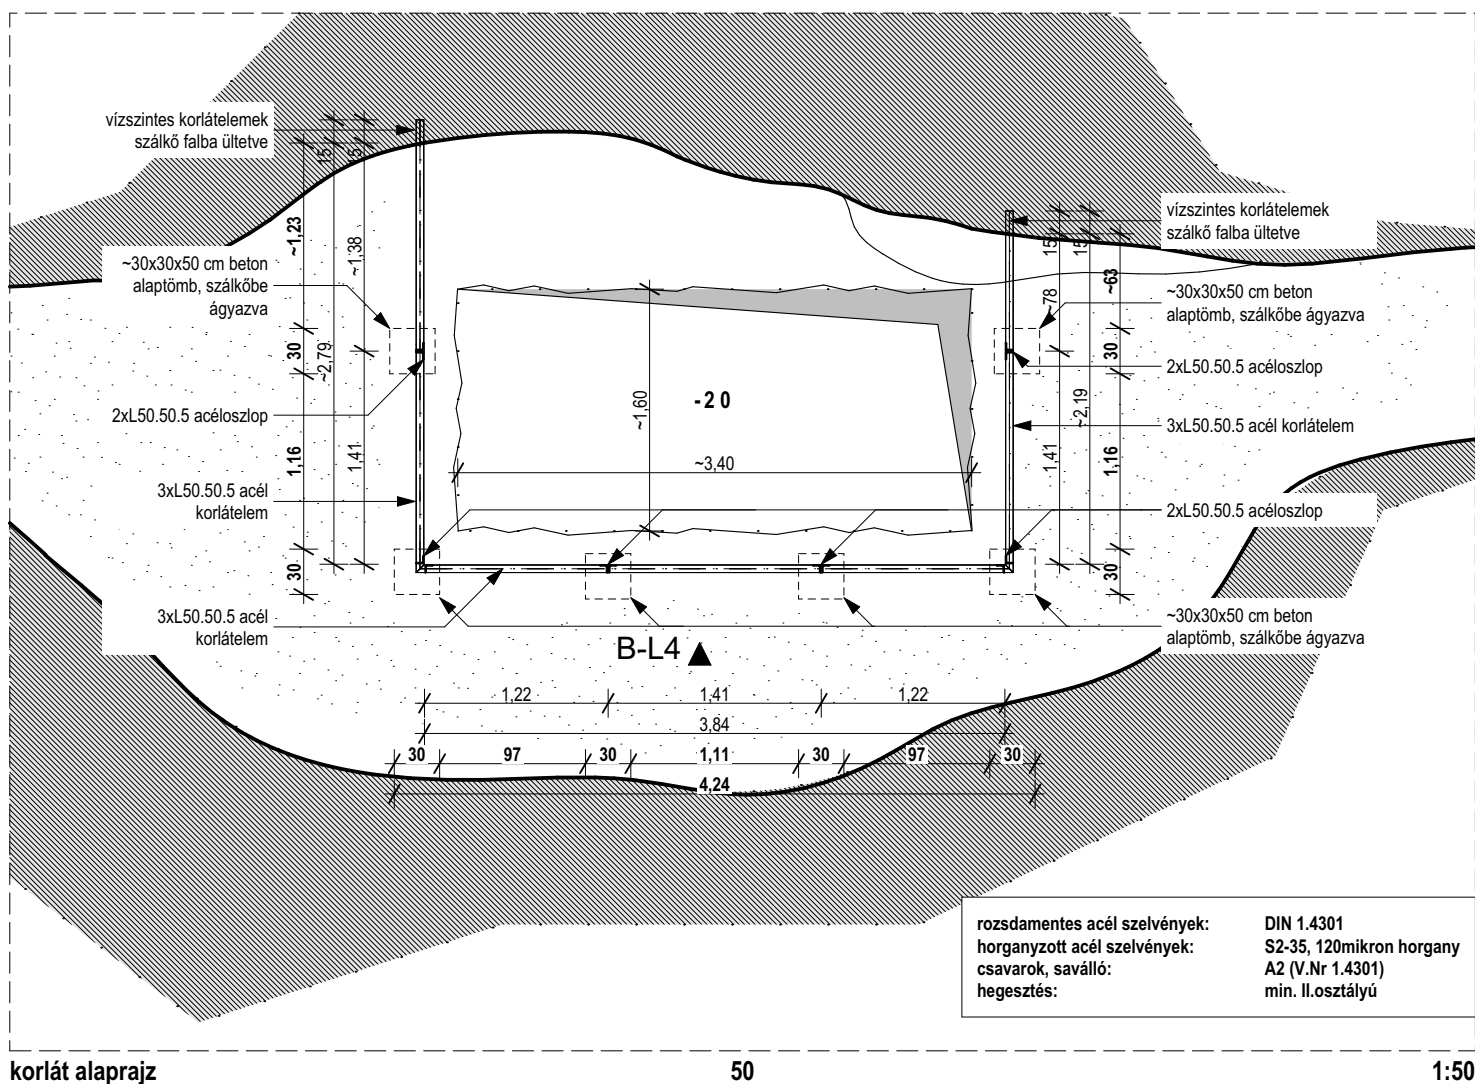 vízszintes korlátelemek
szálkő falba ültetve
15
15
~1,23
~1,38
~30x30x50 cm beton
alaptömb, szálkőbe
ágyazva
30
~2,79
2xL50.50.5 acéloszlop
1,16
1,41
3xL50.50.5 acél
korlátelem
30
3xL50.50.5 acél
korlátelem
~1,60
-20
~3,40
vízszintes korlátelemek
szálkő falba ültetve
15
15
~63
~78
~30x30x50 cm beton
alaptömb, szálkőbe ágyazva
30
2xL50.50.5 acéloszlop
~2,19
3xL50.50.5 acél korlátelem
1,41
1,16
2xL50.50.5 acéloszlop
30
~30x30x50 cm beton
alaptömb, szálkőbe ágyazva
B-L4
1,22 1,41 1,22
3,84
30 97 30 1,11 30 97 30
4,24
rozsdamentes acél szelvények: DIN 1.4301
horganyzott acél szelvények: S2-35, 120mikron horgany
csavarok, saválló: A2 (V.Nr 1.4301)
hegesztés: min. II.osztályú
korlát alaprajz 50 1:50